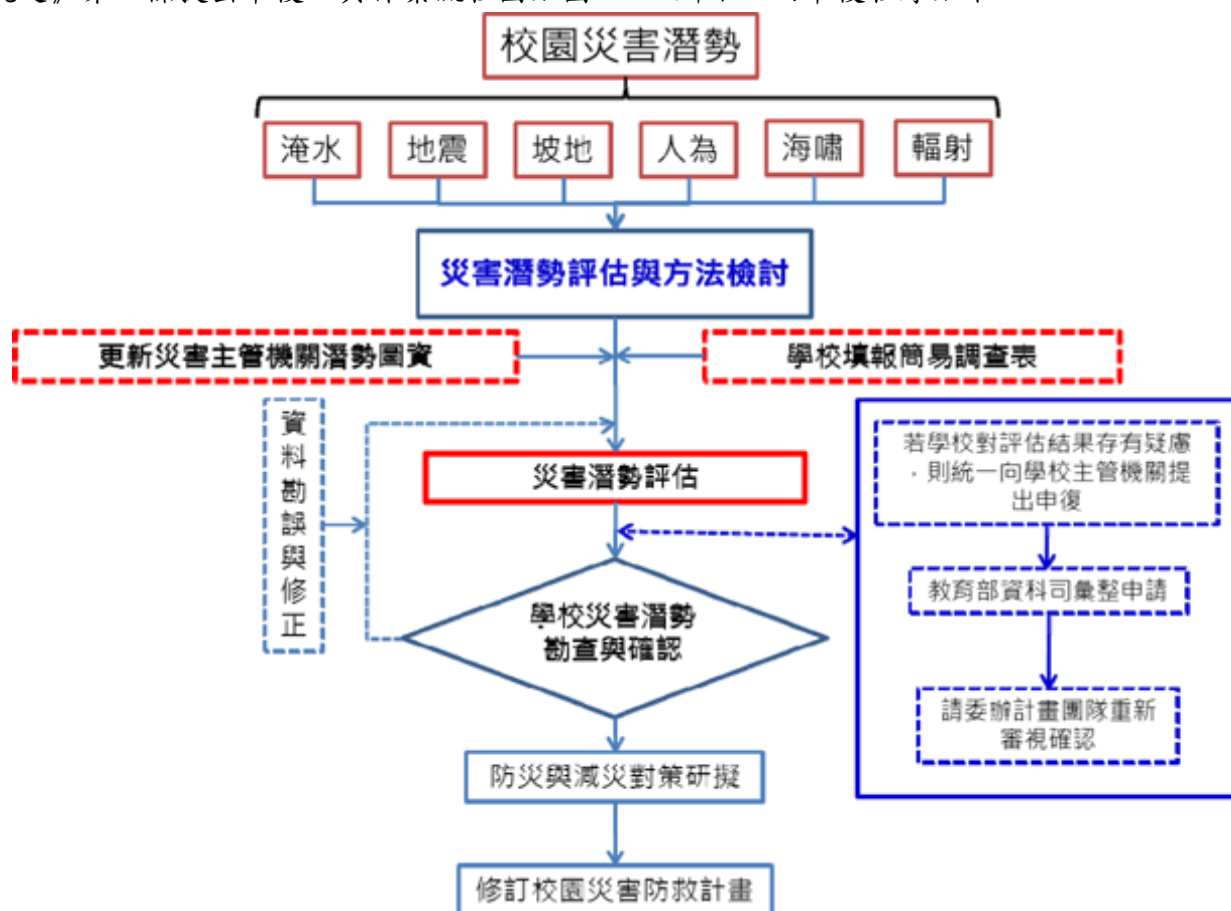 校園災害潛勢
淹水
地震
坡地
人為
海嘯
輻射
災害潛勢評估與方法檢討
更新災害主管機關潛勢圖資
學校填報簡易調查表
資料勘誤與修正
災害潛勢評估
若學校對評估結果存有疑慮
，則統一向學校主管機關提
出申復
教育部資科司彙整申請
學校災害潛勢
勘查與確認
請委辦計畫團隊重新
審視確認
防災與減災對策研擬
修訂校園災害防救計畫